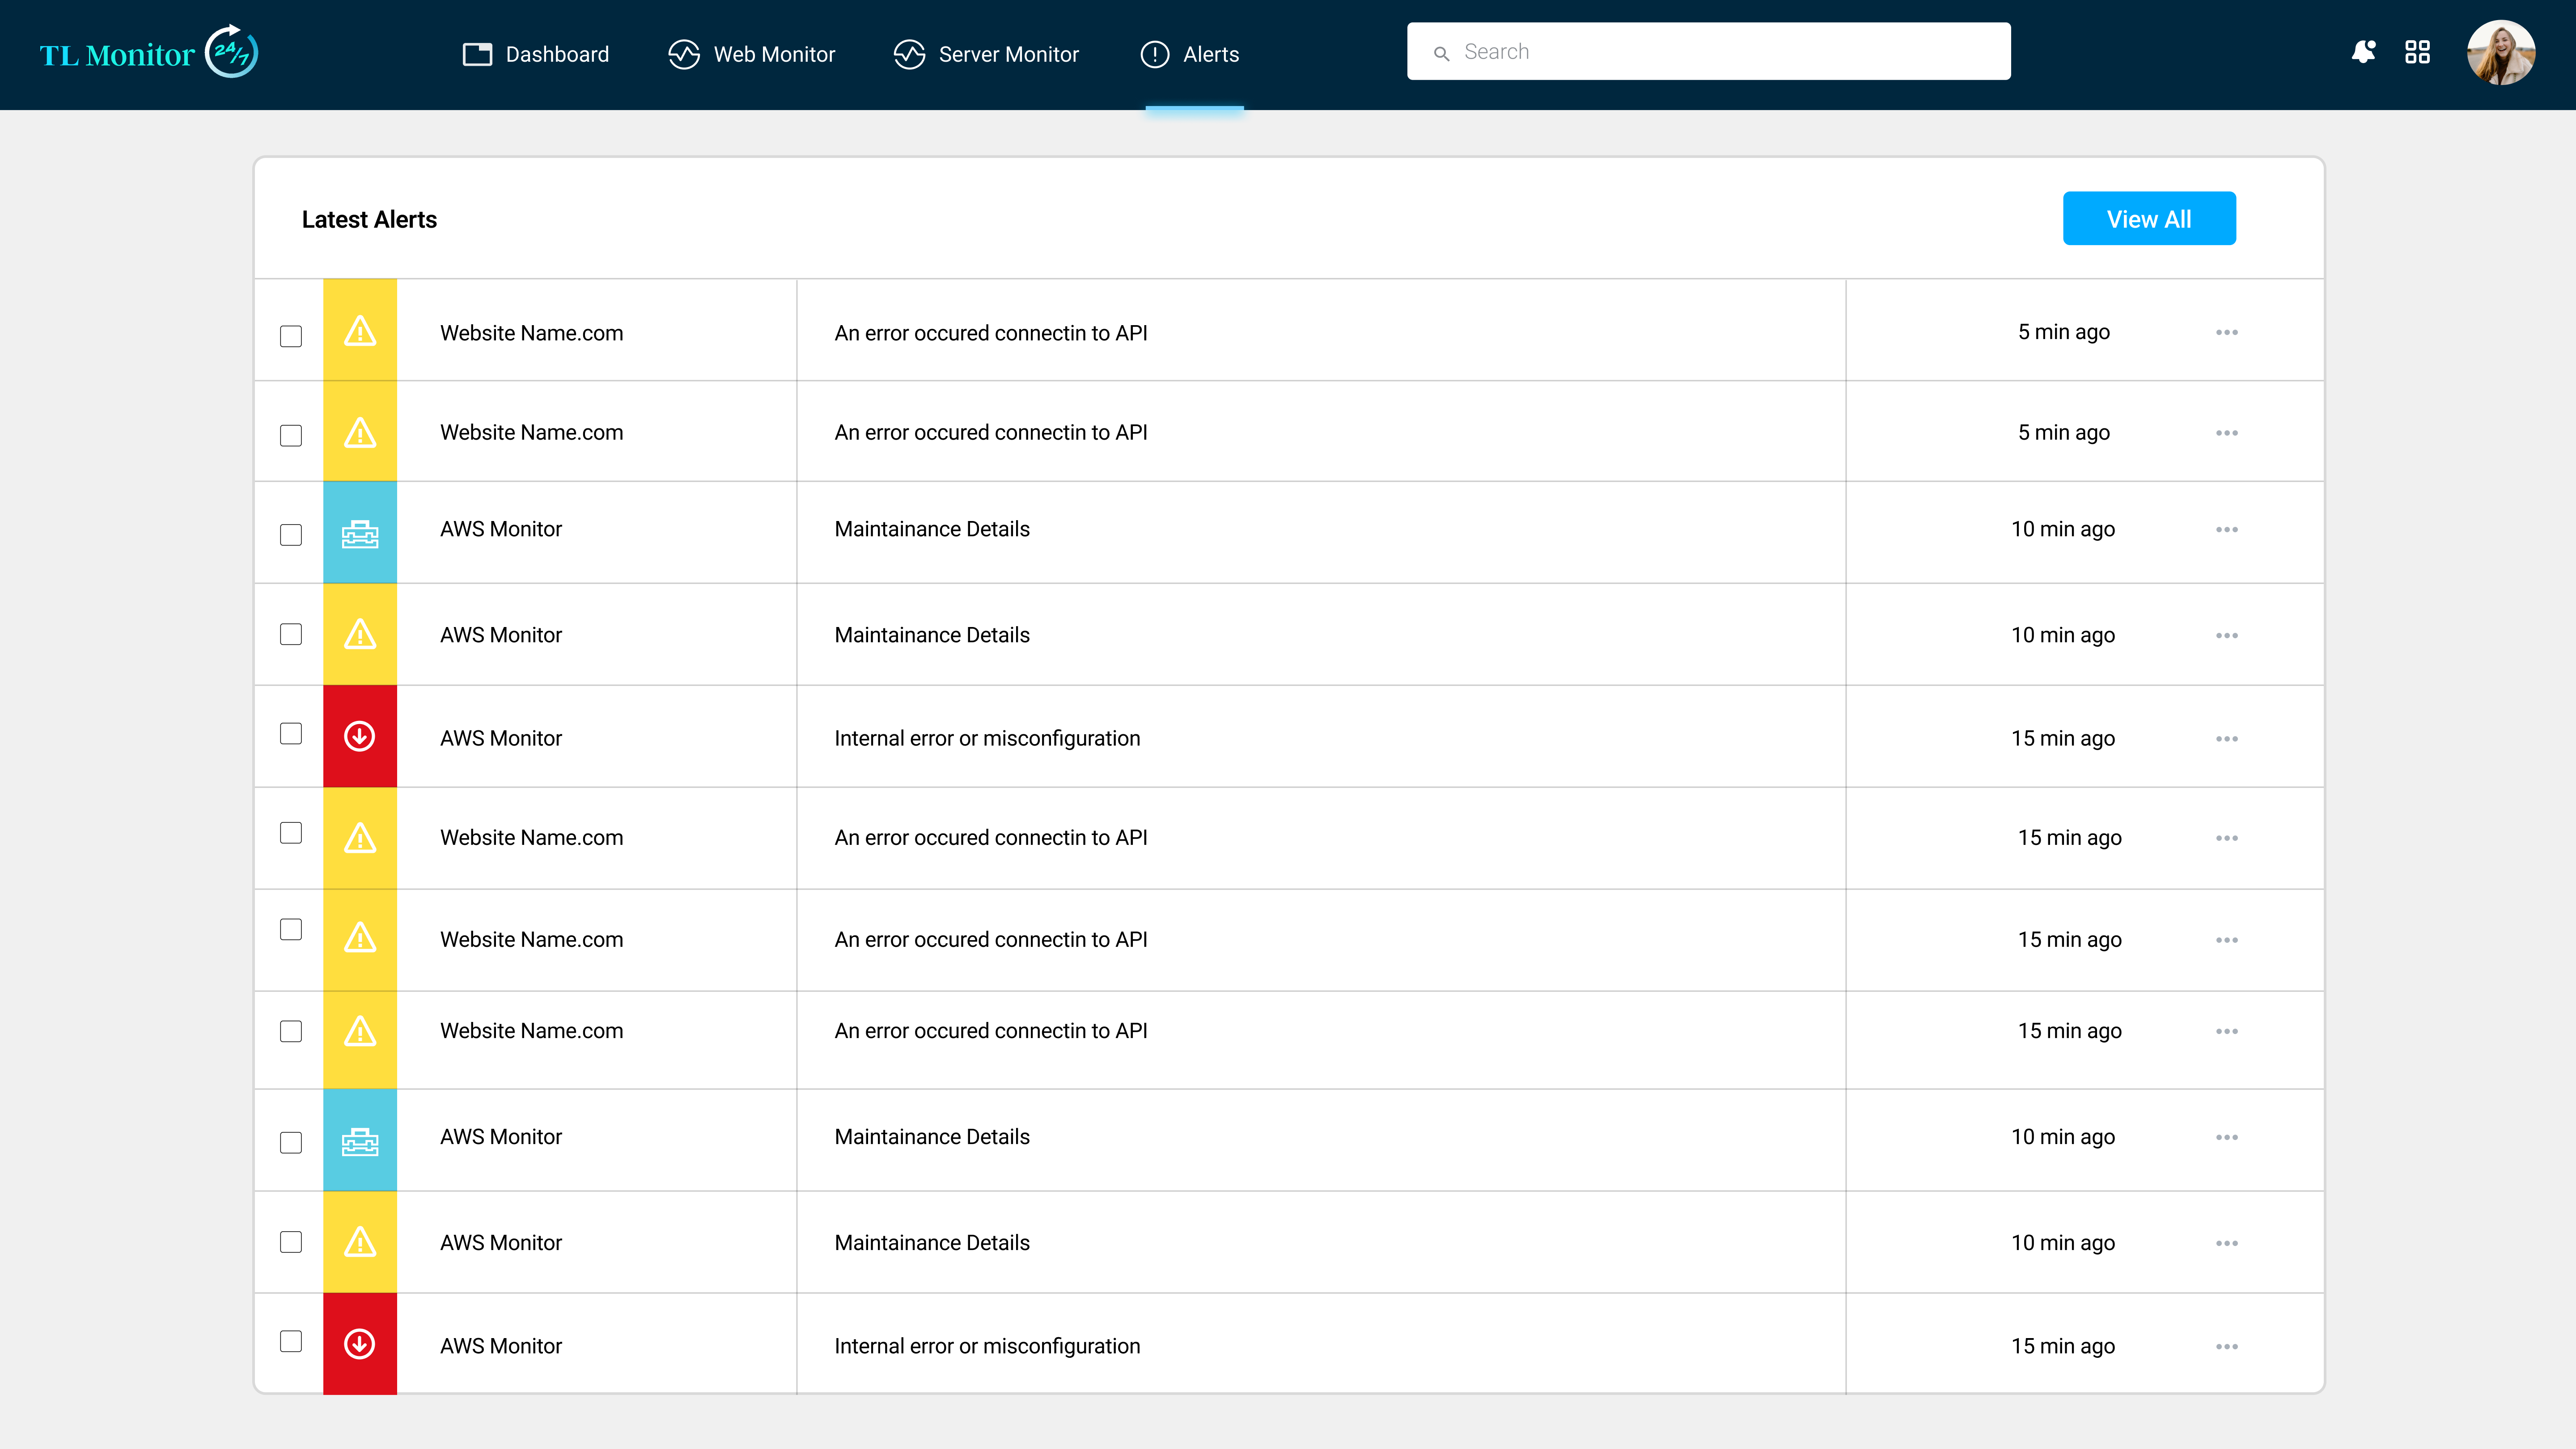 TL Monitor 24/7
Dashboard
Web Monitor
Server Monitor
Alerts
Search
Latest Alerts
View All
Website Name.com An error occured connectin to API 5 min ago
Website Name.com An error occured connectin to API 5 min ago
AWS Monitor Maintainance Details 10 min ago
AWS Monitor Maintainance Details 10 min ago
AWS Monitor Internal error or misconfiguration 15 min ago
Website Name.com An error occured connectin to API 15 min ago
Website Name.com An error occured connectin to API 15 min ago
Website Name.com An error occured connectin to API 15 min ago
AWS Monitor Maintainance Details 10 min ago
AWS Monitor Maintainance Details 10 min ago
AWS Monitor Internal error or misconfiguration 15 min ago